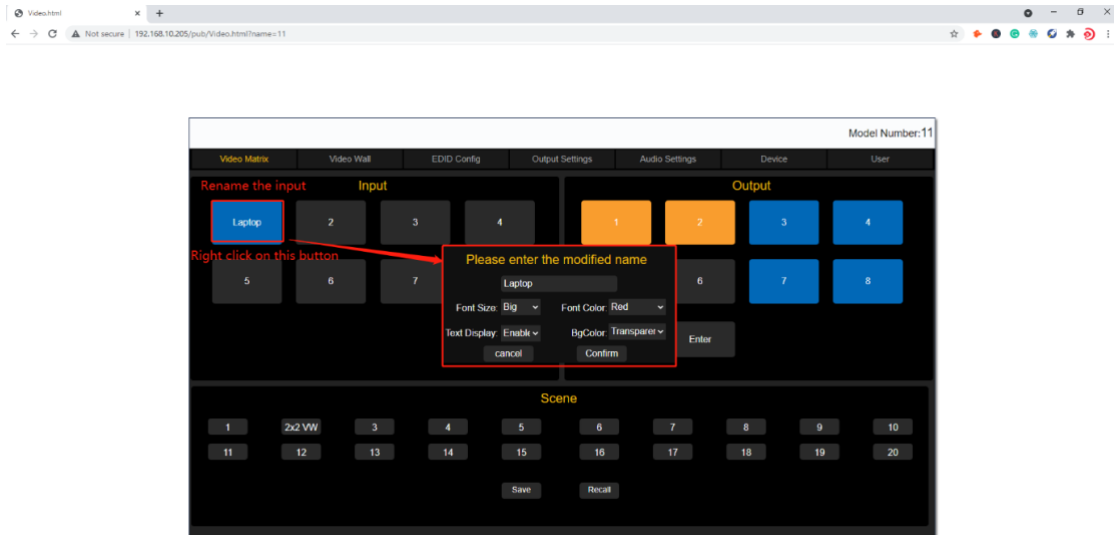 Video.html
Not secure | 192.168.10.205/pub/Video.html?name=11
Model Number:11
Video Matrix Video Wall EDID Config Output Settings Audio Settings Device User
Rename the input
Input
Output
Laptop 2 3 4 1 2 3 4
Right click on this button
5 6 7 6 7 8
Please enter the modified name
Laptop
Font Size: Big Font Color: Red
Text Display: Enable BgColor: Transparer
cancel Confirm
Enter
Scene
1 2x2 VW 3 4 5 6 7 8 9 10
11 12 13 14 15 16 17 18 19 20
Save Recall